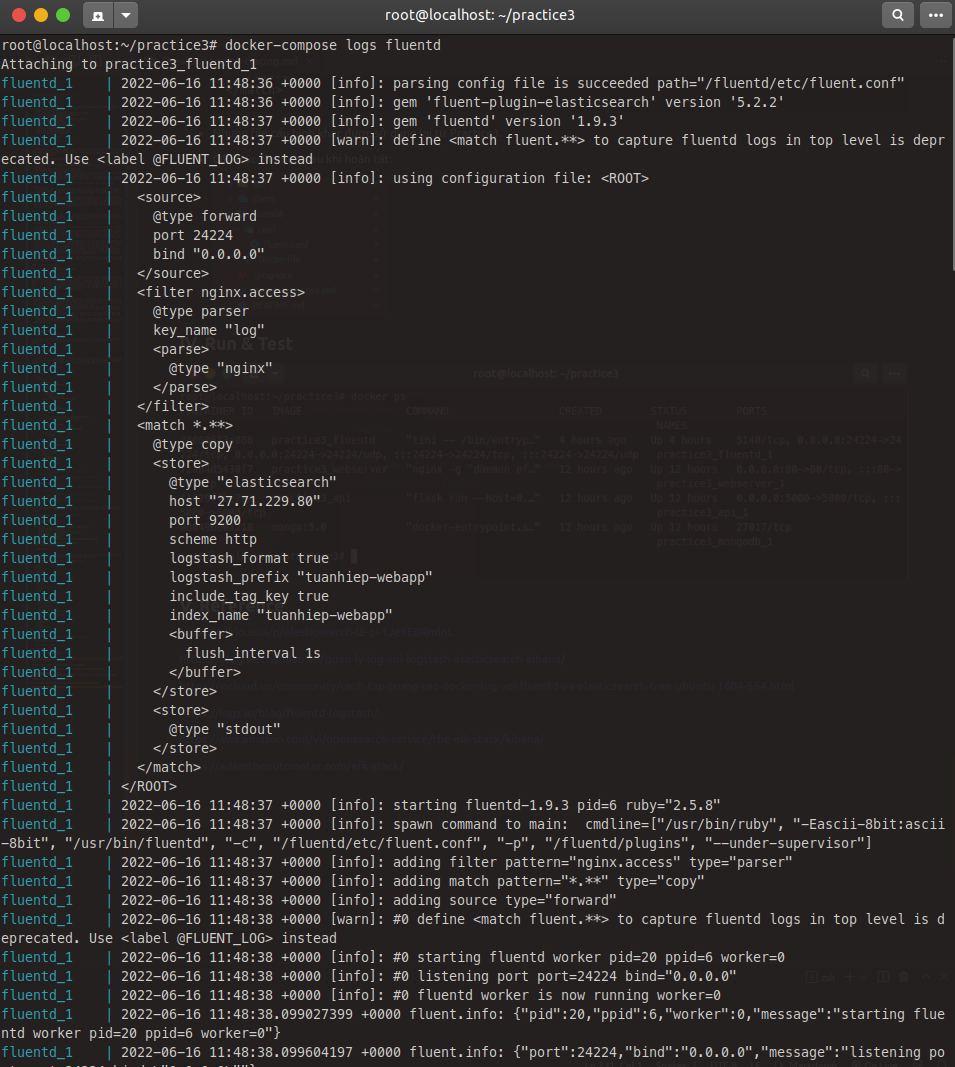 root@localhost: ~/practice3
root@localhost:~/practice3# docker-compose logs fluentd
Attaching to practice3_fluentd_1
fluentd_1    | 2022-06-16 11:48:36 +0000 [info]: parsing config file is succeeded path="/fluentd/etc/fluent.conf"
fluentd_1    | 2022-06-16 11:48:36 +0000 [info]: gem 'fluent-plugin-elasticsearch' version '5.2.2'
fluentd_1    | 2022-06-16 11:48:37 +0000 [info]: gem 'fluentd' version '1.9.3'
fluentd_1    | 2022-06-16 11:48:37 +0000 [warn]: define <match fluent.**> to capture fluentd logs in top level is depr
ecated. Use <label @FLUENT_LOG> instead
fluentd_1    | 2022-06-16 11:48:37 +0000 [info]: using configuration file: <ROOT>
fluentd_1    |   <source>
fluentd_1    |     @type forward
fluentd_1    |     port 24224
fluentd_1    |     bind "0.0.0.0"
fluentd_1    |   </source>
fluentd_1    |   <filter nginx.access>
fluentd_1    |     @type parser
fluentd_1    |     key_name "log"
fluentd_1    |     <parse>
fluentd_1    |       @type "nginx"
fluentd_1    |     </parse>
fluentd_1    |   </filter>
fluentd_1    |   <match *.**>
fluentd_1    |     @type copy
fluentd_1    |     <store>
fluentd_1    |       @type "elasticsearch"
fluentd_1    |       host "27.71.229.80"
fluentd_1    |       port 9200
fluentd_1    |       scheme http
fluentd_1    |       logstash_format true
fluentd_1    |       logstash_prefix "tuanhiep-webapp"
fluentd_1    |       include_tag_key true
fluentd_1    |       index_name "tuanhiep-webapp"
fluentd_1    |       <buffer>
fluentd_1    |         flush_interval 1s
fluentd_1    |       </buffer>
fluentd_1    |     </store>
fluentd_1    |     <store>
fluentd_1    |       @type "stdout"
fluentd_1    |     </store>
fluentd_1    |   </match>
fluentd_1    | </ROOT>
fluentd_1    | 2022-06-16 11:48:37 +0000 [info]: starting fluentd-1.9.3 pid=6 ruby="2.5.8"
fluentd_1    | 2022-06-16 11:48:37 +0000 [info]: spawn command to main:  cmdline=["/usr/bin/ruby", "-Eascii-8bit:ascii
-8bit", "/usr/bin/fluentd", "-c", "/fluentd/etc/fluent.conf", "-p", "/fluentd/plugins", "--under-supervisor"]
fluentd_1    | 2022-06-16 11:48:37 +0000 [info]: adding filter pattern="nginx.access" type="parser"
fluentd_1    | 2022-06-16 11:48:37 +0000 [info]: adding match pattern="*.**" type="copy"
fluentd_1    | 2022-06-16 11:48:38 +0000 [info]: adding source type="forward"
fluentd_1    | 2022-06-16 11:48:38 +0000 [warn]: #0 define <match fluent.**> to capture fluentd logs in top level is d
eprecated. Use <label @FLUENT_LOG> instead
fluentd_1    | 2022-06-16 11:48:38 +0000 [info]: #0 starting fluentd worker pid=20 ppid=6 worker=0
fluentd_1    | 2022-06-16 11:48:38 +0000 [info]: #0 listening port port=24224 bind="0.0.0.0"
fluentd_1    | 2022-06-16 11:48:38 +0000 [info]: #0 fluentd worker is now running worker=0
fluentd_1    | 2022-06-16 11:48:38.099027399 +0000 fluent.info: {"pid":20,"ppid":6,"worker":0,"message":"starting flue
ntd worker pid=20 ppid=6 worker=0"}
fluentd_1    | 2022-06-16 11:48:38.099604197 +0000 fluent.info: {"port":24224,"bind":"0.0.0.0","message":"listening po